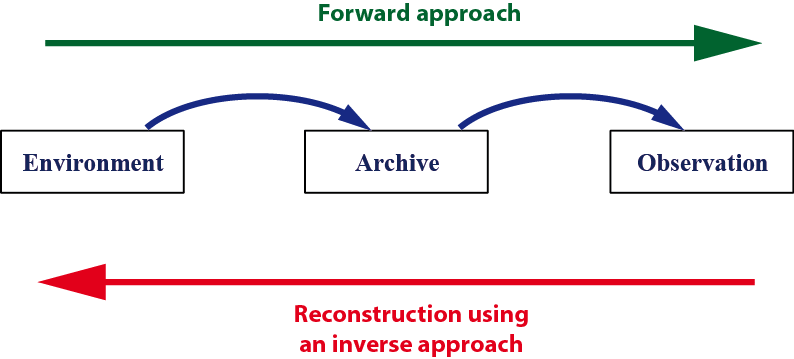 Forward approach
Environment
Archive
Observation
Reconstruction using
an inverse approach